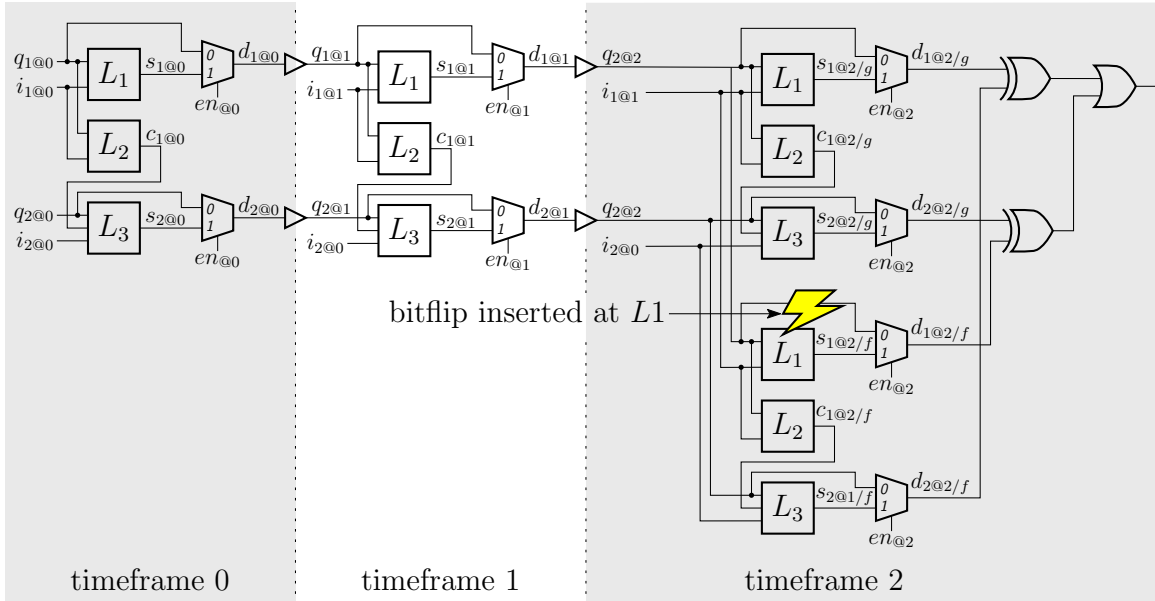 q1@0 s1@0 d1@0 q1@1 s1@1 d1@1 q2@2 s1@2/g d1@2/g
L1 0 1 L1 0 1 L1 0 1
i1@0 en@0 i1@1 en@1 i1@1 en@2
L2 c1@0 L2 c1@1 L2 c1@2/g
q2@0 s2@0 d2@0 q2@1 s2@1 d2@1 q2@2 s2@2/g d2@2/g
L3 0 1 L3 0 1 L3 0 1
i2@0 en@0 i2@0 en@1 i2@0 en@2
bitflip inserted at L1
L1 s1@2/f 0 1 d1@2/f
en@2
L2 c1@2/f
L3 s2@1/f 0 1 d2@2/f
en@2
timeframe 0 timeframe 1 timeframe 2